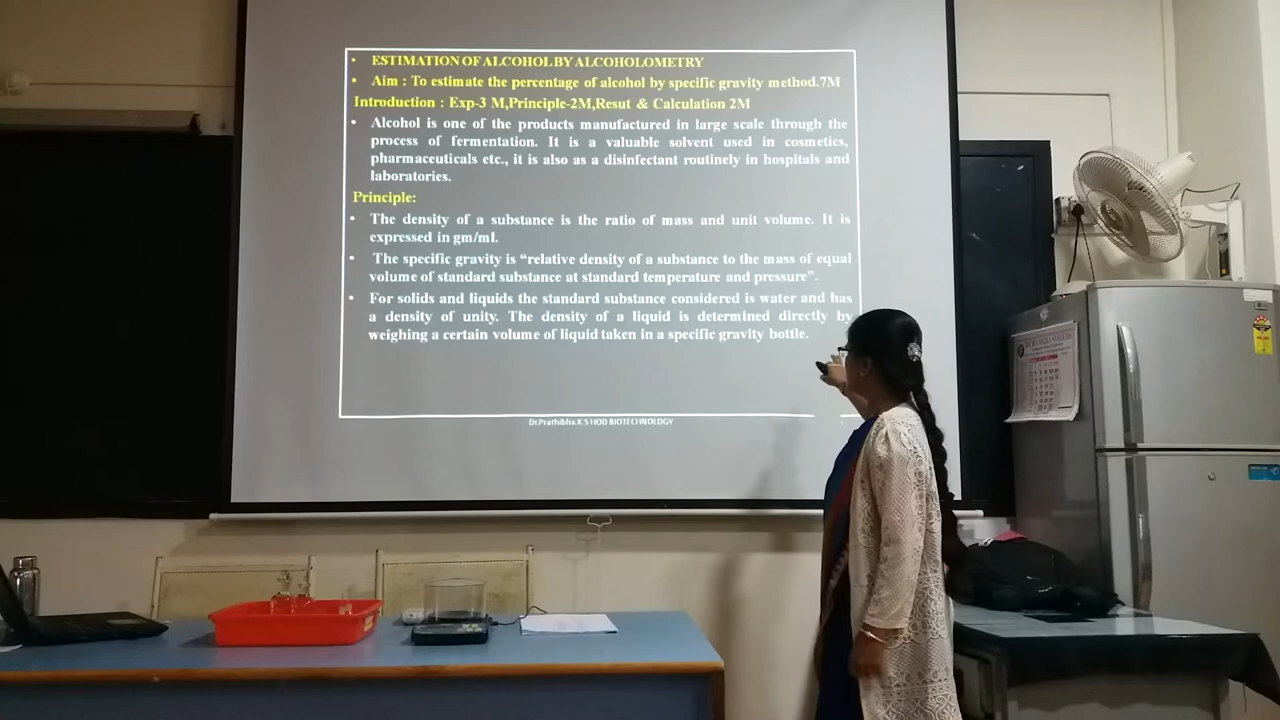 • ESTIMATION OF ALCOHOL BY ALCOHOLOMETRY
• Aim : To estimate the percentage of alcohol by specific gravity method.7M
Introduction : Exp-3 M,Principle-2M,Resut & Calculation 2M
• Alcohol is one of the products manufactured in large scale through the
process of fermentation. It is a valuable solvent used in cosmetics,
pharmaceuticals etc., it is also as a disinfectant routinely in hospitals and
laboratories.
Principle:
• The density of a substance is the ratio of mass and unit volume. It is
expressed in gm/ml.
• The specific gravity is “relative density of a substance to the mass of equal
volume of standard substance at standard temperature and pressure”.
• For solids and liquids the standard substance considered is water and has
a density of unity. The density of a liquid is determined directly by
weighing a certain volume of liquid taken in a specific gravity bottle.
Dr.Prathibha.K.S HOD BIOTECHNOLOGY